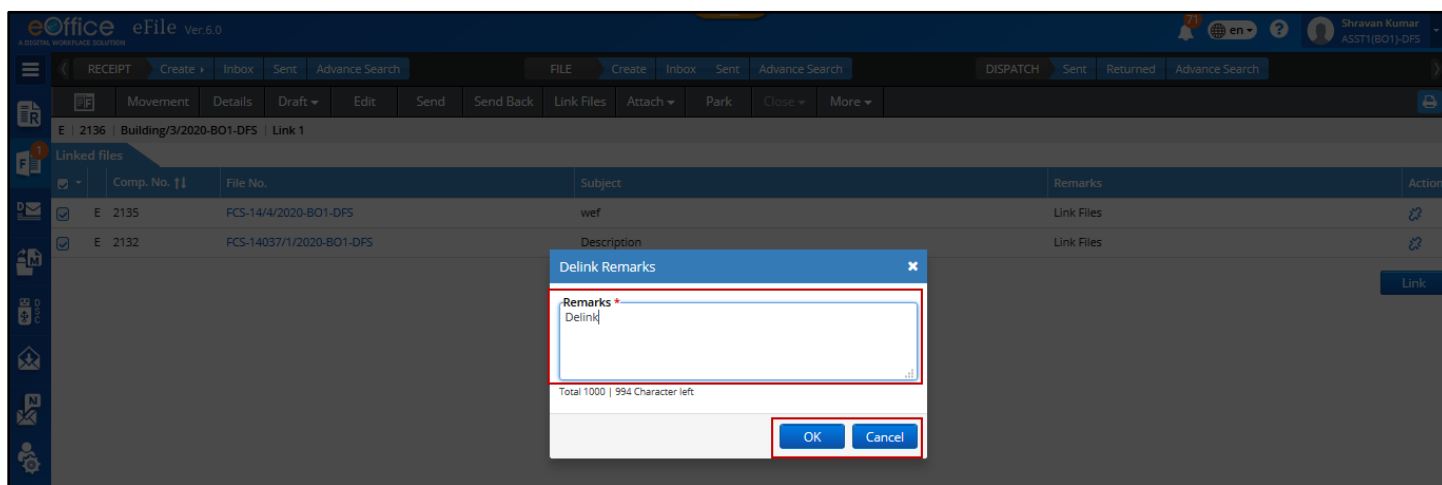 eOffice eFile Ver.6.0 71 en ? Shravan Kumar
A DIGITAL WORKPLACE SOLUTION ASST1(BO1)-DFS
RECEIPT Create Inbox Sent Advance Search FILE Create Inbox Sent Advance Search DISPATCH Sent Returned Advance Search
Movement Details Draft Edit Send Send Back Link Files Attach Park Close More
E | 2136 | Building/3/2020-BO1-DFS | Link 1
1 Linked files
Comp. No. File No. Subject Remarks Action
E 2135 FCS-14/4/2020-BO1-DFS wef Link Files
E 2132 FCS-14037/1/2020-BO1-DFS Description Link Files
Delink Remarks
Link
Remarks *
Delink
Total 1000 | 994 Character left
OK Cancel
R
F
D
M
DSC
N